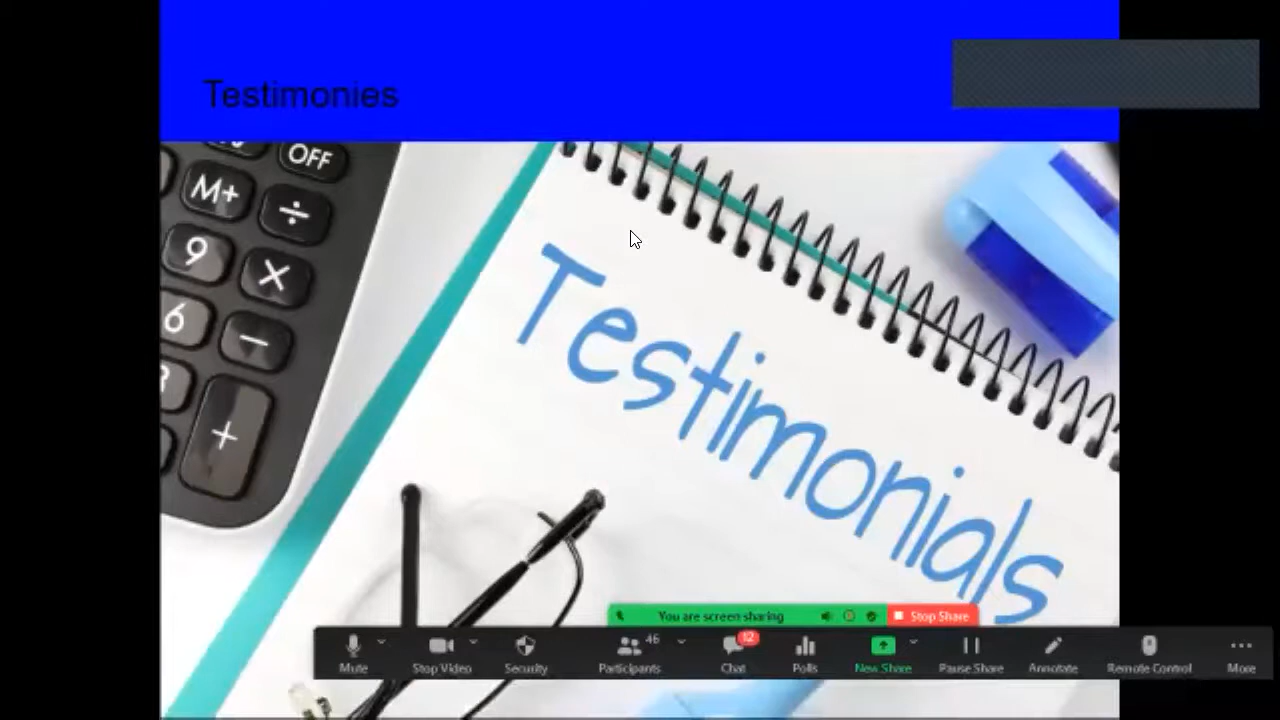 Testimonies
OFF
M+ ÷
9 X
6 −
+
Testimonials
You are screen sharing Stop Share
46 12
Mute Stop Video Security Participants Chat Polls New Share Pause Share Annotate Remote Control More